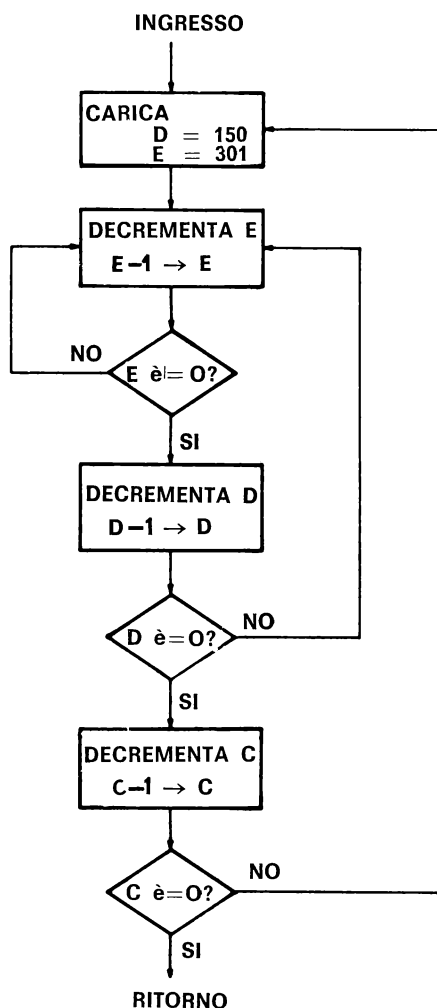 INGRESSO
CARICA
D = 150
E = 301
DECREMENTA E
E-1 → E
NO
E è = O?
SI
DECREMENTA D
D-1 → D
NO
D è = O?
SI
DECREMENTA C
C-1 → C
NO
C è = O?
SI
RITORNO